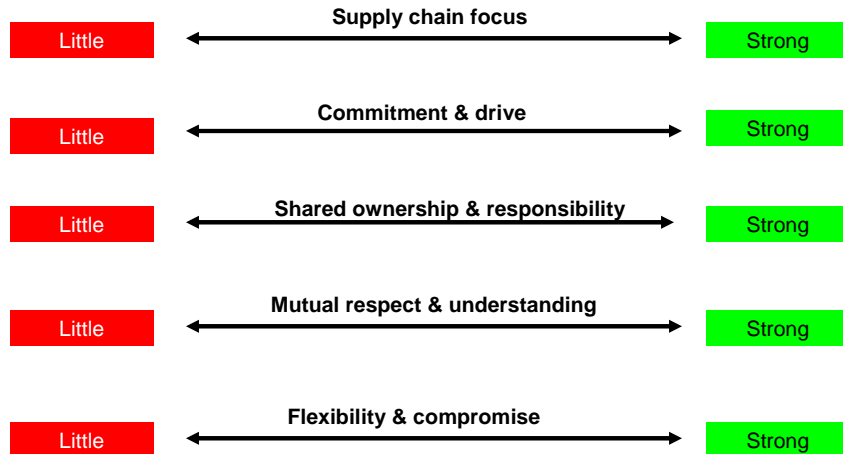 Supply chain focus
Little
Strong
Commitment & drive
Little
Strong
Shared ownership & responsibility
Little
Strong
Mutual respect & understanding
Little
Strong
Flexibility & compromise
Little
Strong